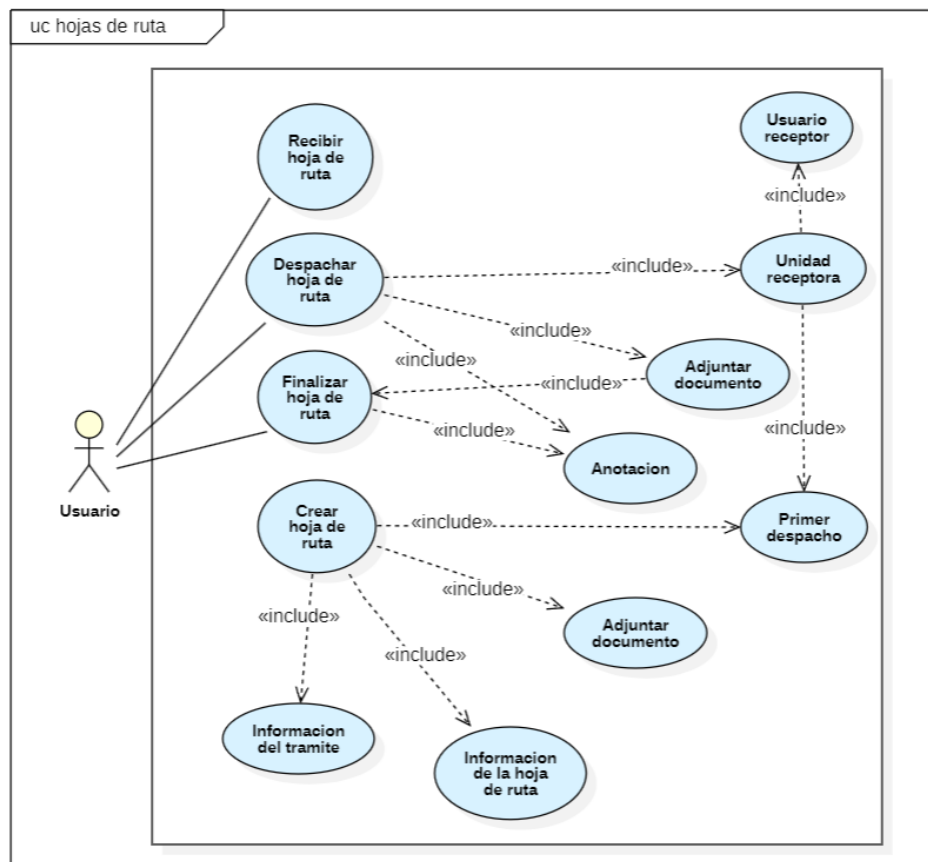 uc hojas de ruta
Recibir
hoja de
ruta
Usuario
receptor
«include»
Despachar
hoja de
ruta
«include»
Unidad
receptora
«include»
«include»
Finalizar
hoja de
ruta
«include»
Adjuntar
documento
«include»
«include»
Anotacion
Usuario
Crear
hoja de
ruta
«include»
Primer
despacho
«include»
«include»
Adjuntar
documento
«include»
Informacion
del tramite
Informacion
de la hoja
de ruta